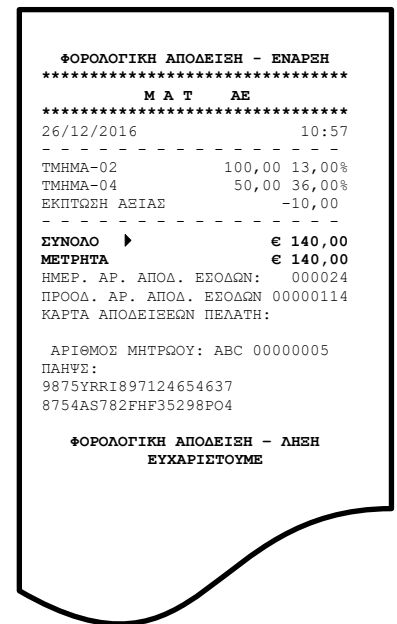 ΦΟΡΟΛΟΓΙΚΗ ΑΠΟΔΕΙΞΗ - ΕΝΑΡΞΗ
********************************
Μ Α Τ ΑΕ
********************************
26/12/2016 10:57
- - - - - - - - - - - - - - - -
ΤΜΗΜΑ-02 100,00 13,00%
ΤΜΗΜΑ-04 50,00 36,00%
ΕΚΠΤΩΣΗ ΑΞΙΑΣ -10,00
- - - - - - - - - - - - - - - -
ΣΥΝΟΛΟ € 140,00
ΜΕΤΡΗΤΑ € 140,00
ΗΜΕΡ. ΑΡ. ΑΠΟΔ. ΕΣΟΔΩΝ: 000024
ΠΡΟΟΔ. ΑΡ. ΑΠΟΔ. ΕΣΟΔΩΝ 00000114
ΚΑΡΤΑ ΑΠΟΔΕΙΞΕΩΝ ΠΕΛΑΤΗ:
ΑΡΙΘΜΟΣ ΜΗΤΡΩΟΥ: ABC 00000005
ΠΑΗΨΣ:
9875YRRI897124654637
8754AS782FHF35298PO4
ΦΟΡΟΛΟΓΙΚΗ ΑΠΟΔΕΙΞΗ – ΛΗΞΗ
ΕΥΧΑΡΙΣΤΟΥΜΕ